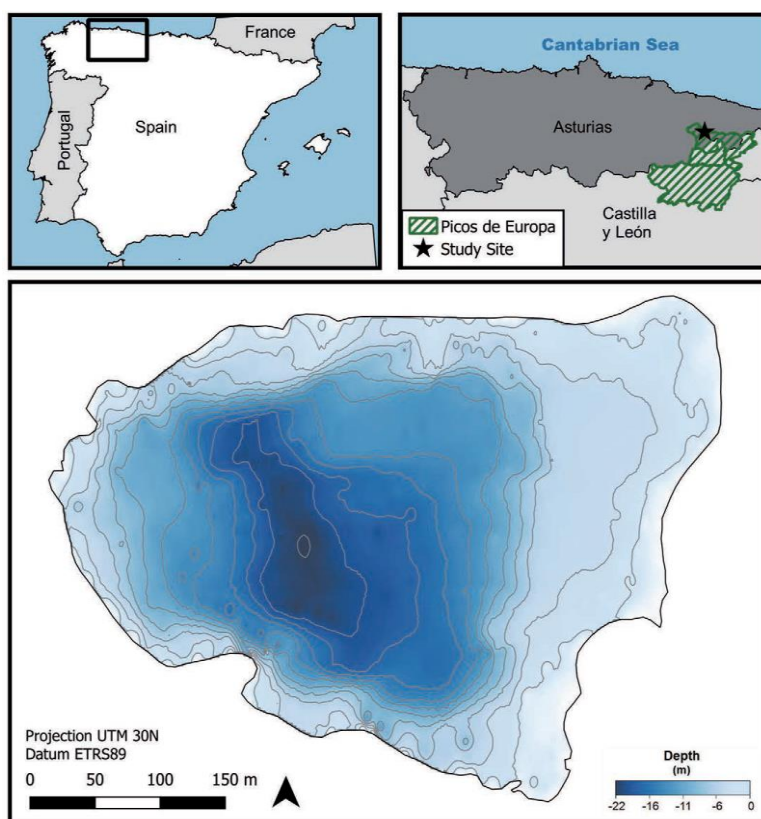 France
Portugal
Spain
Cantabrian Sea
Asturias
Castilla
y León
Picos de Europa
Study Site
Projection UTM 30N
Datum ETRS89
0 50 100 150 m
Depth
(m)
-22 -16 -11 -6 0